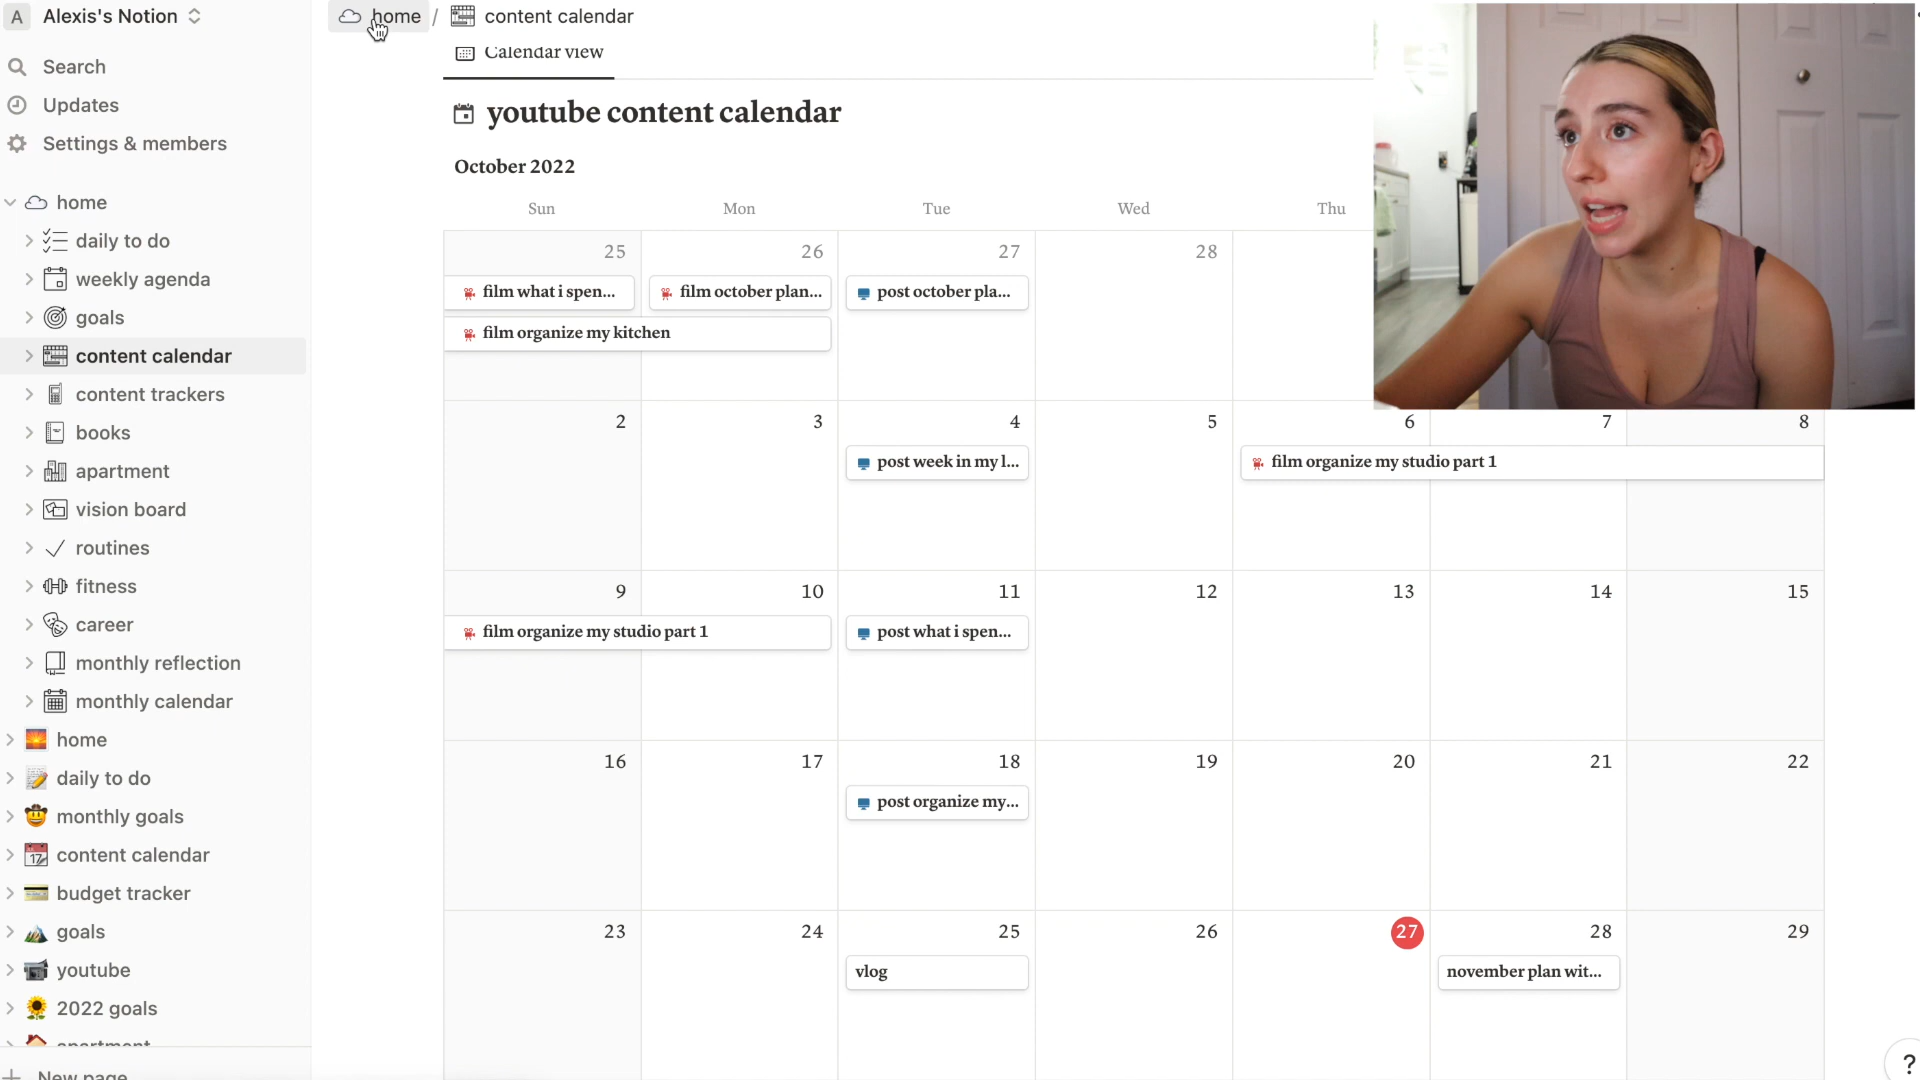 A Alexis's Notion
home / content calendar
Search
Updates
Settings & members
home
daily to do
weekly agenda
goals
content calendar
content trackers
books
apartment
vision board
routines
fitness
career
monthly reflection
monthly calendar
home
daily to do
monthly goals
content calendar
budget tracker
goals
youtube
2022 goals
apartment
New page
Calendar view
youtube content calendar
October 2022
Sun Mon Tue Wed Thu
25 26 27 28
film what i spen... film october plan... post october pla...
film organize my kitchen
2 3 4 5 6 7 8
post week in my l... film organize my studio part 1
9 10 11 12 13 14 15
film organize my studio part 1 post what i spen...
16 17 18 19 20 21 22
post organize my...
23 24 25 26 27 28 29
vlog november plan wit...
?